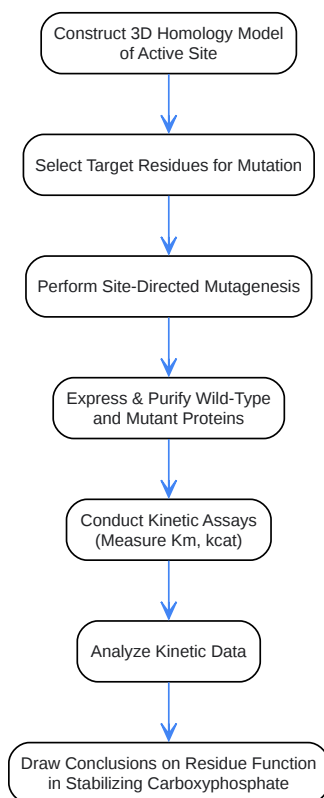 Construct 3D Homology Model
of Active Site
Select Target Residues for Mutation
Perform Site-Directed Mutagenesis
Express & Purify Wild-Type
and Mutant Proteins
Conduct Kinetic Assays
(Measure Km, kcat)
Analyze Kinetic Data
Draw Conclusions on Residue Function
in Stabilizing Carboxyphosphate